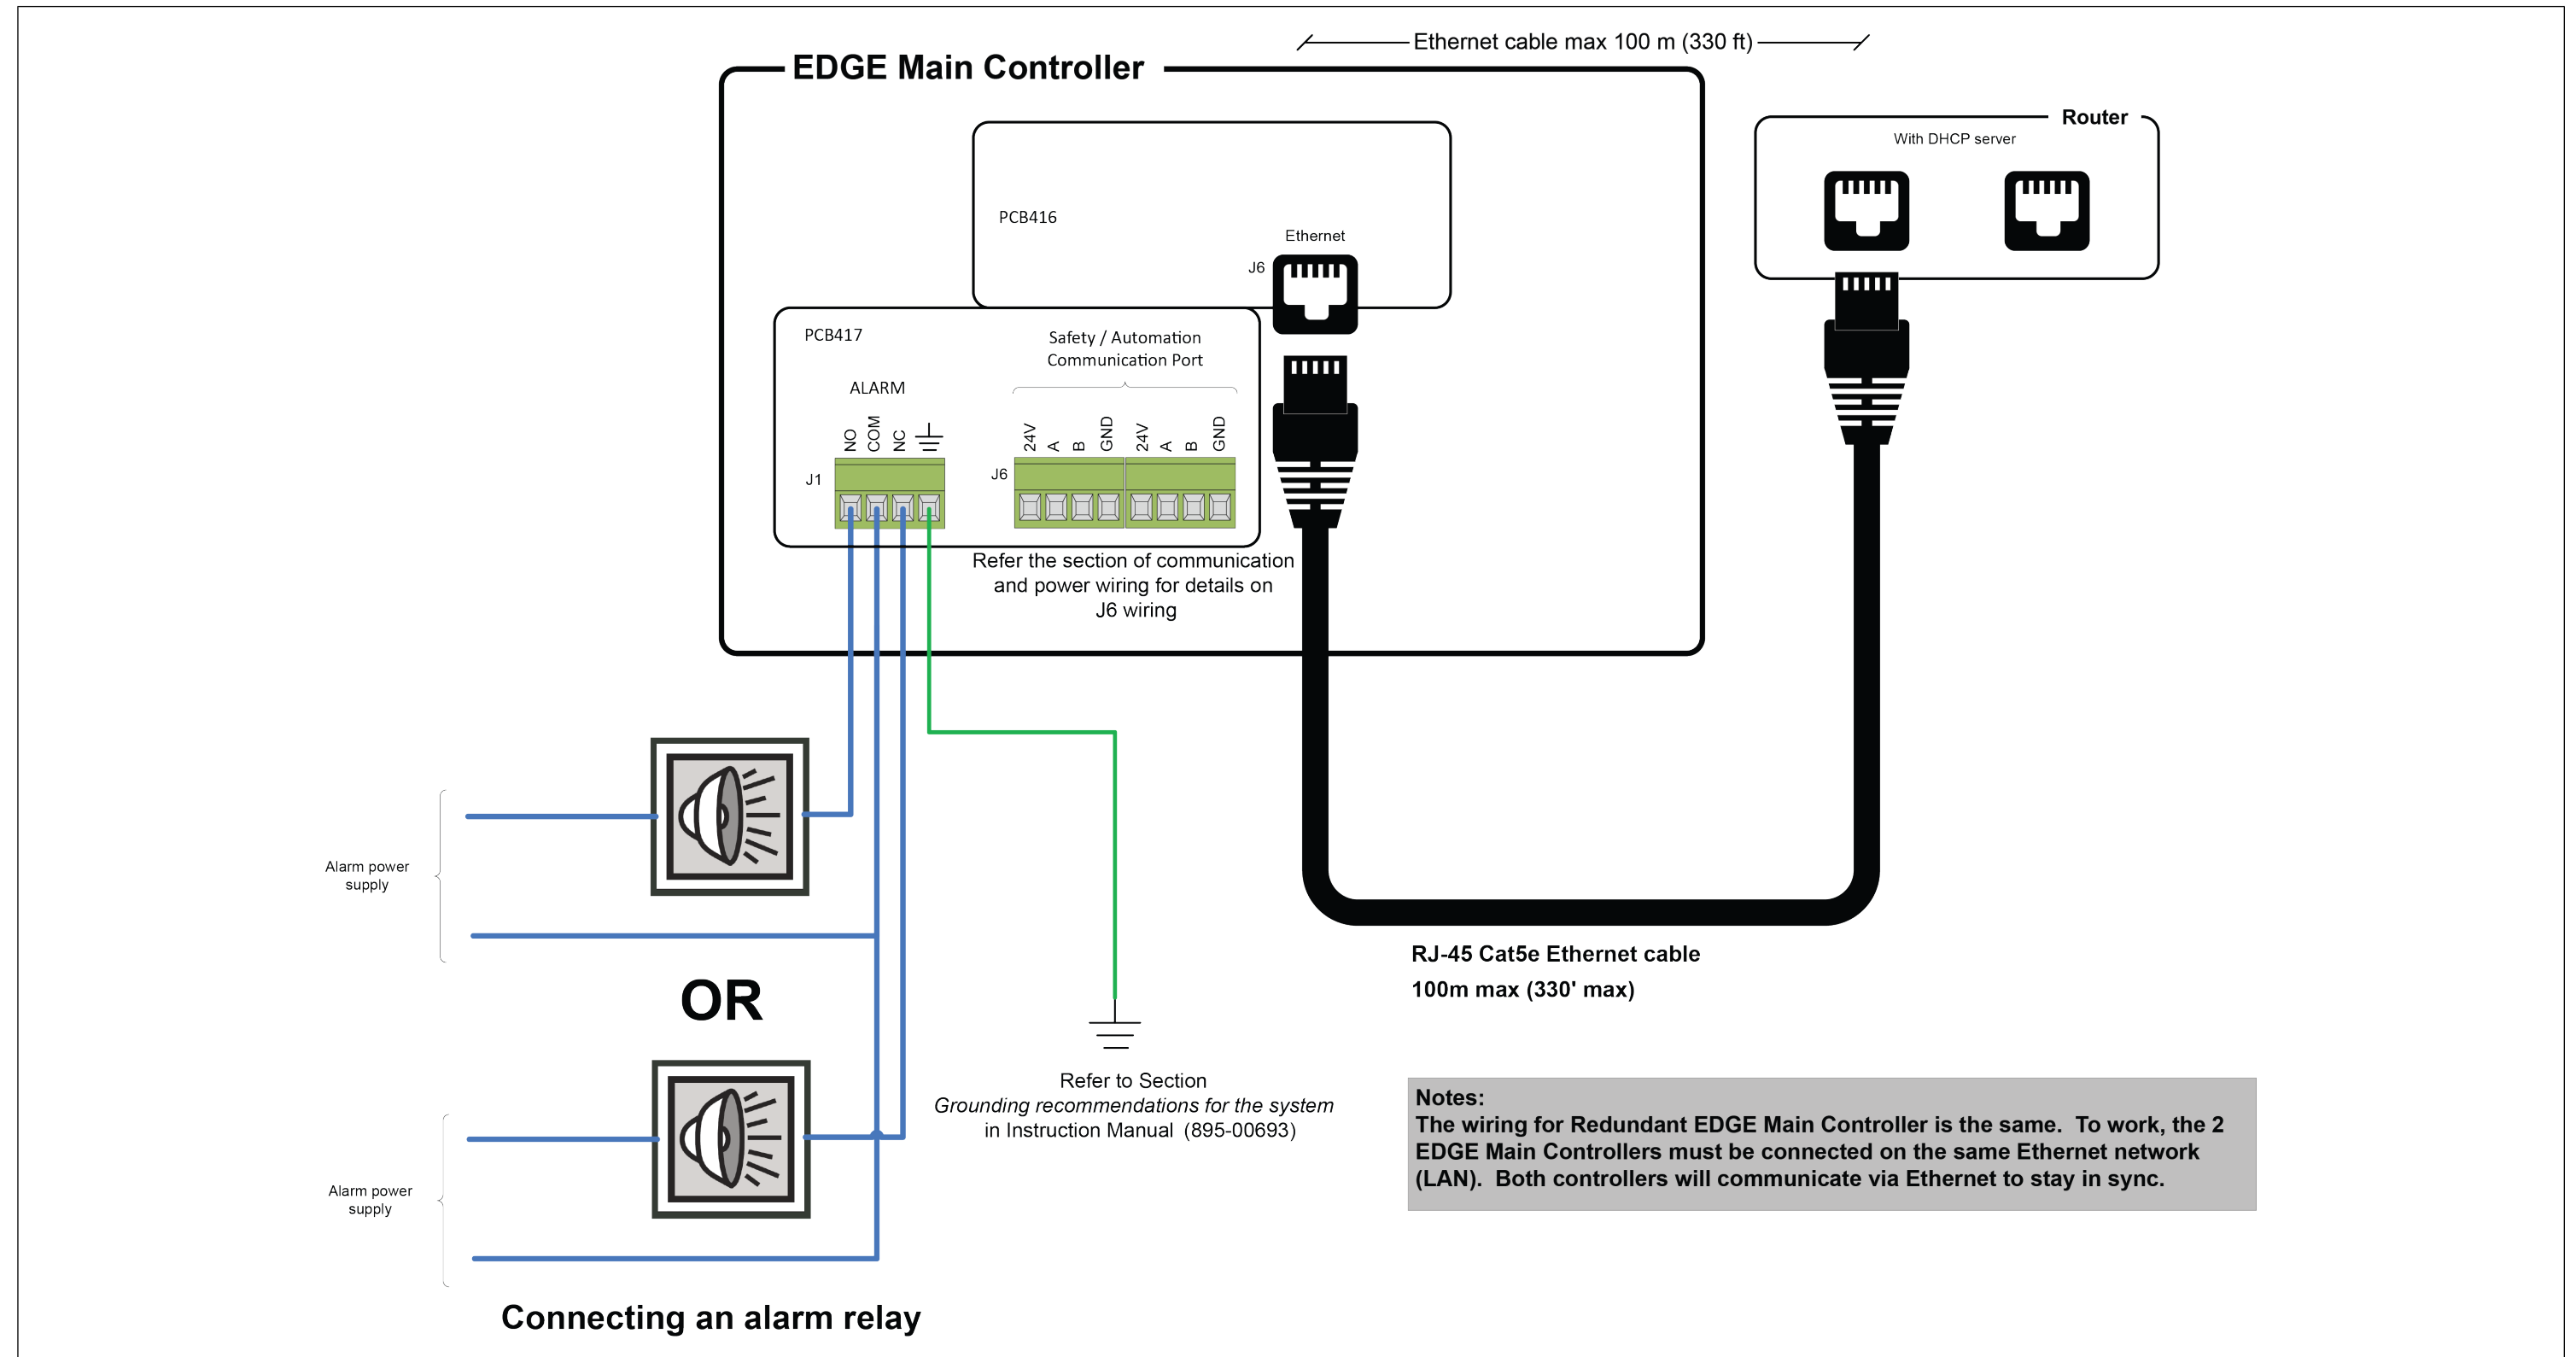 Ethernet cable max 100 m (330 ft)
EDGE Main Controller
Router
With DHCP server
PCB416
Ethernet
J6
PCB417
Safety / Automation
Communication Port
ALARM
NO
COM
NC
24V
A
B
GND
24V
A
B
GND
J1
J6
Refer the section of communication
and power wiring for details on
J6 wiring
Alarm power
supply
OR
RJ-45 Cat5e Ethernet cable
100m max (330' max)
Refer to Section
Grounding recommendations for the system
in Instruction Manual  (895-00693)
Notes:
The wiring for Redundant EDGE Main Controller is the same.  To work, the 2
EDGE Main Controllers must be connected on the same Ethernet network
(LAN).  Both controllers will communicate via Ethernet to stay in sync.
Alarm power
supply
Connecting an alarm relay